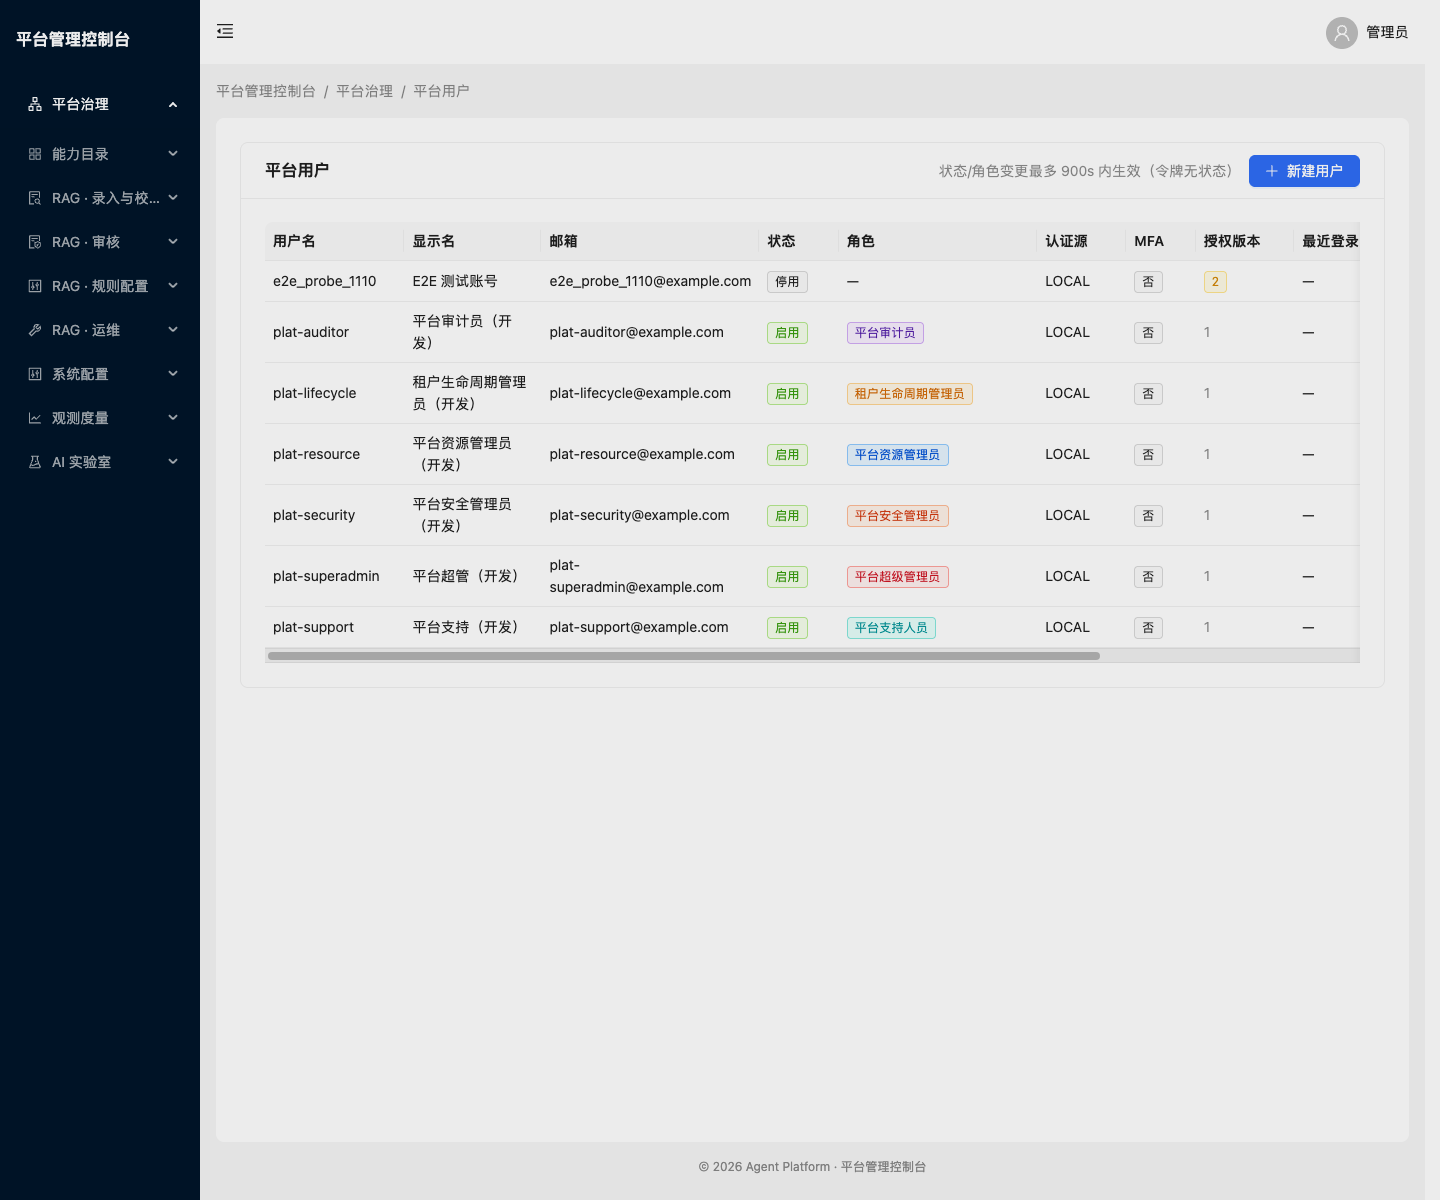 平台管理控制台
管理员
平台治理
能力目录
RAG · 录入与校...
RAG · 审核
RAG · 规则配置
RAG · 运维
系统配置
观测度量
AI 实验室
平台管理控制台 / 平台治理 / 平台用户
平台用户
状态/角色变更最多 900s 内生效（令牌无状态）
新建用户
用户名 显示名 邮箱 状态 角色 认证源 MFA 授权版本 最近登录
e2e_probe_1110 E2E 测试账号 e2e_probe_1110@example.com 停用 — LOCAL 否 2 —
plat-auditor 平台审计员（开
发） plat-auditor@example.com 启用 平台审计员 LOCAL 否 1 —
plat-lifecycle 租户生命周期管理
员（开发） plat-lifecycle@example.com 启用 租户生命周期管理员 LOCAL 否 1 —
plat-resource 平台资源管理员
（开发） plat-resource@example.com 启用 平台资源管理员 LOCAL 否 1 —
plat-security 平台安全管理员
（开发） plat-security@example.com 启用 平台安全管理员 LOCAL 否 1 —
plat-superadmin 平台超管（开发） plat-
superadmin@example.com 启用 平台超级管理员 LOCAL 否 1 —
plat-support 平台支持（开发） plat-support@example.com 启用 平台支持人员 LOCAL 否 1 —
© 2026 Agent Platform · 平台管理控制台